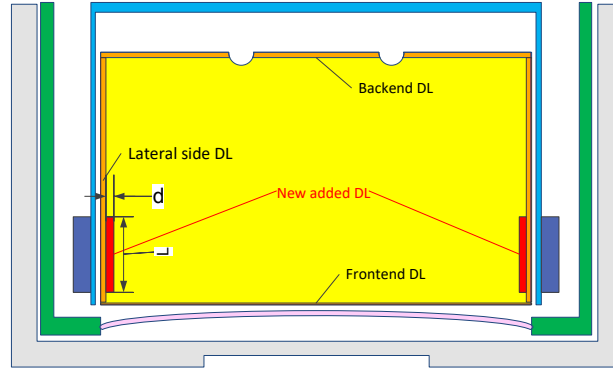 Backend DL
Lateral side DL
d
New added DL
L
Frontend DL